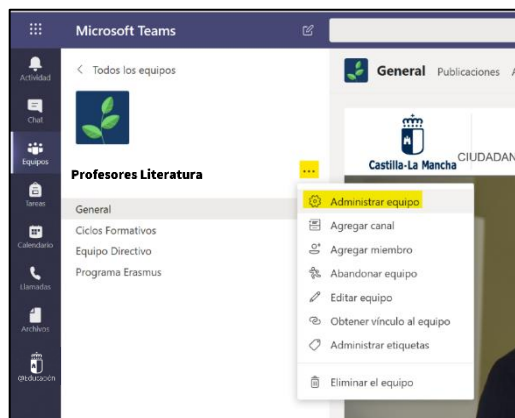 Microsoft Teams
Actividad
Chat
Equipos
Tareas
Calendario
Llamadas
Archivos
@Educación
Todos los equipos
Profesores Literatura
...
General
Ciclos Formativos
Equipo Directivo
Programa Erasmus
General Publicaciones A
Castilla-La Mancha
CIUDADAN
Administrar equipo
Agregar canal
Agregar miembro
Abandonar equipo
Editar equipo
Obtener vínculo al equipo
Administrar etiquetas
Eliminar el equipo